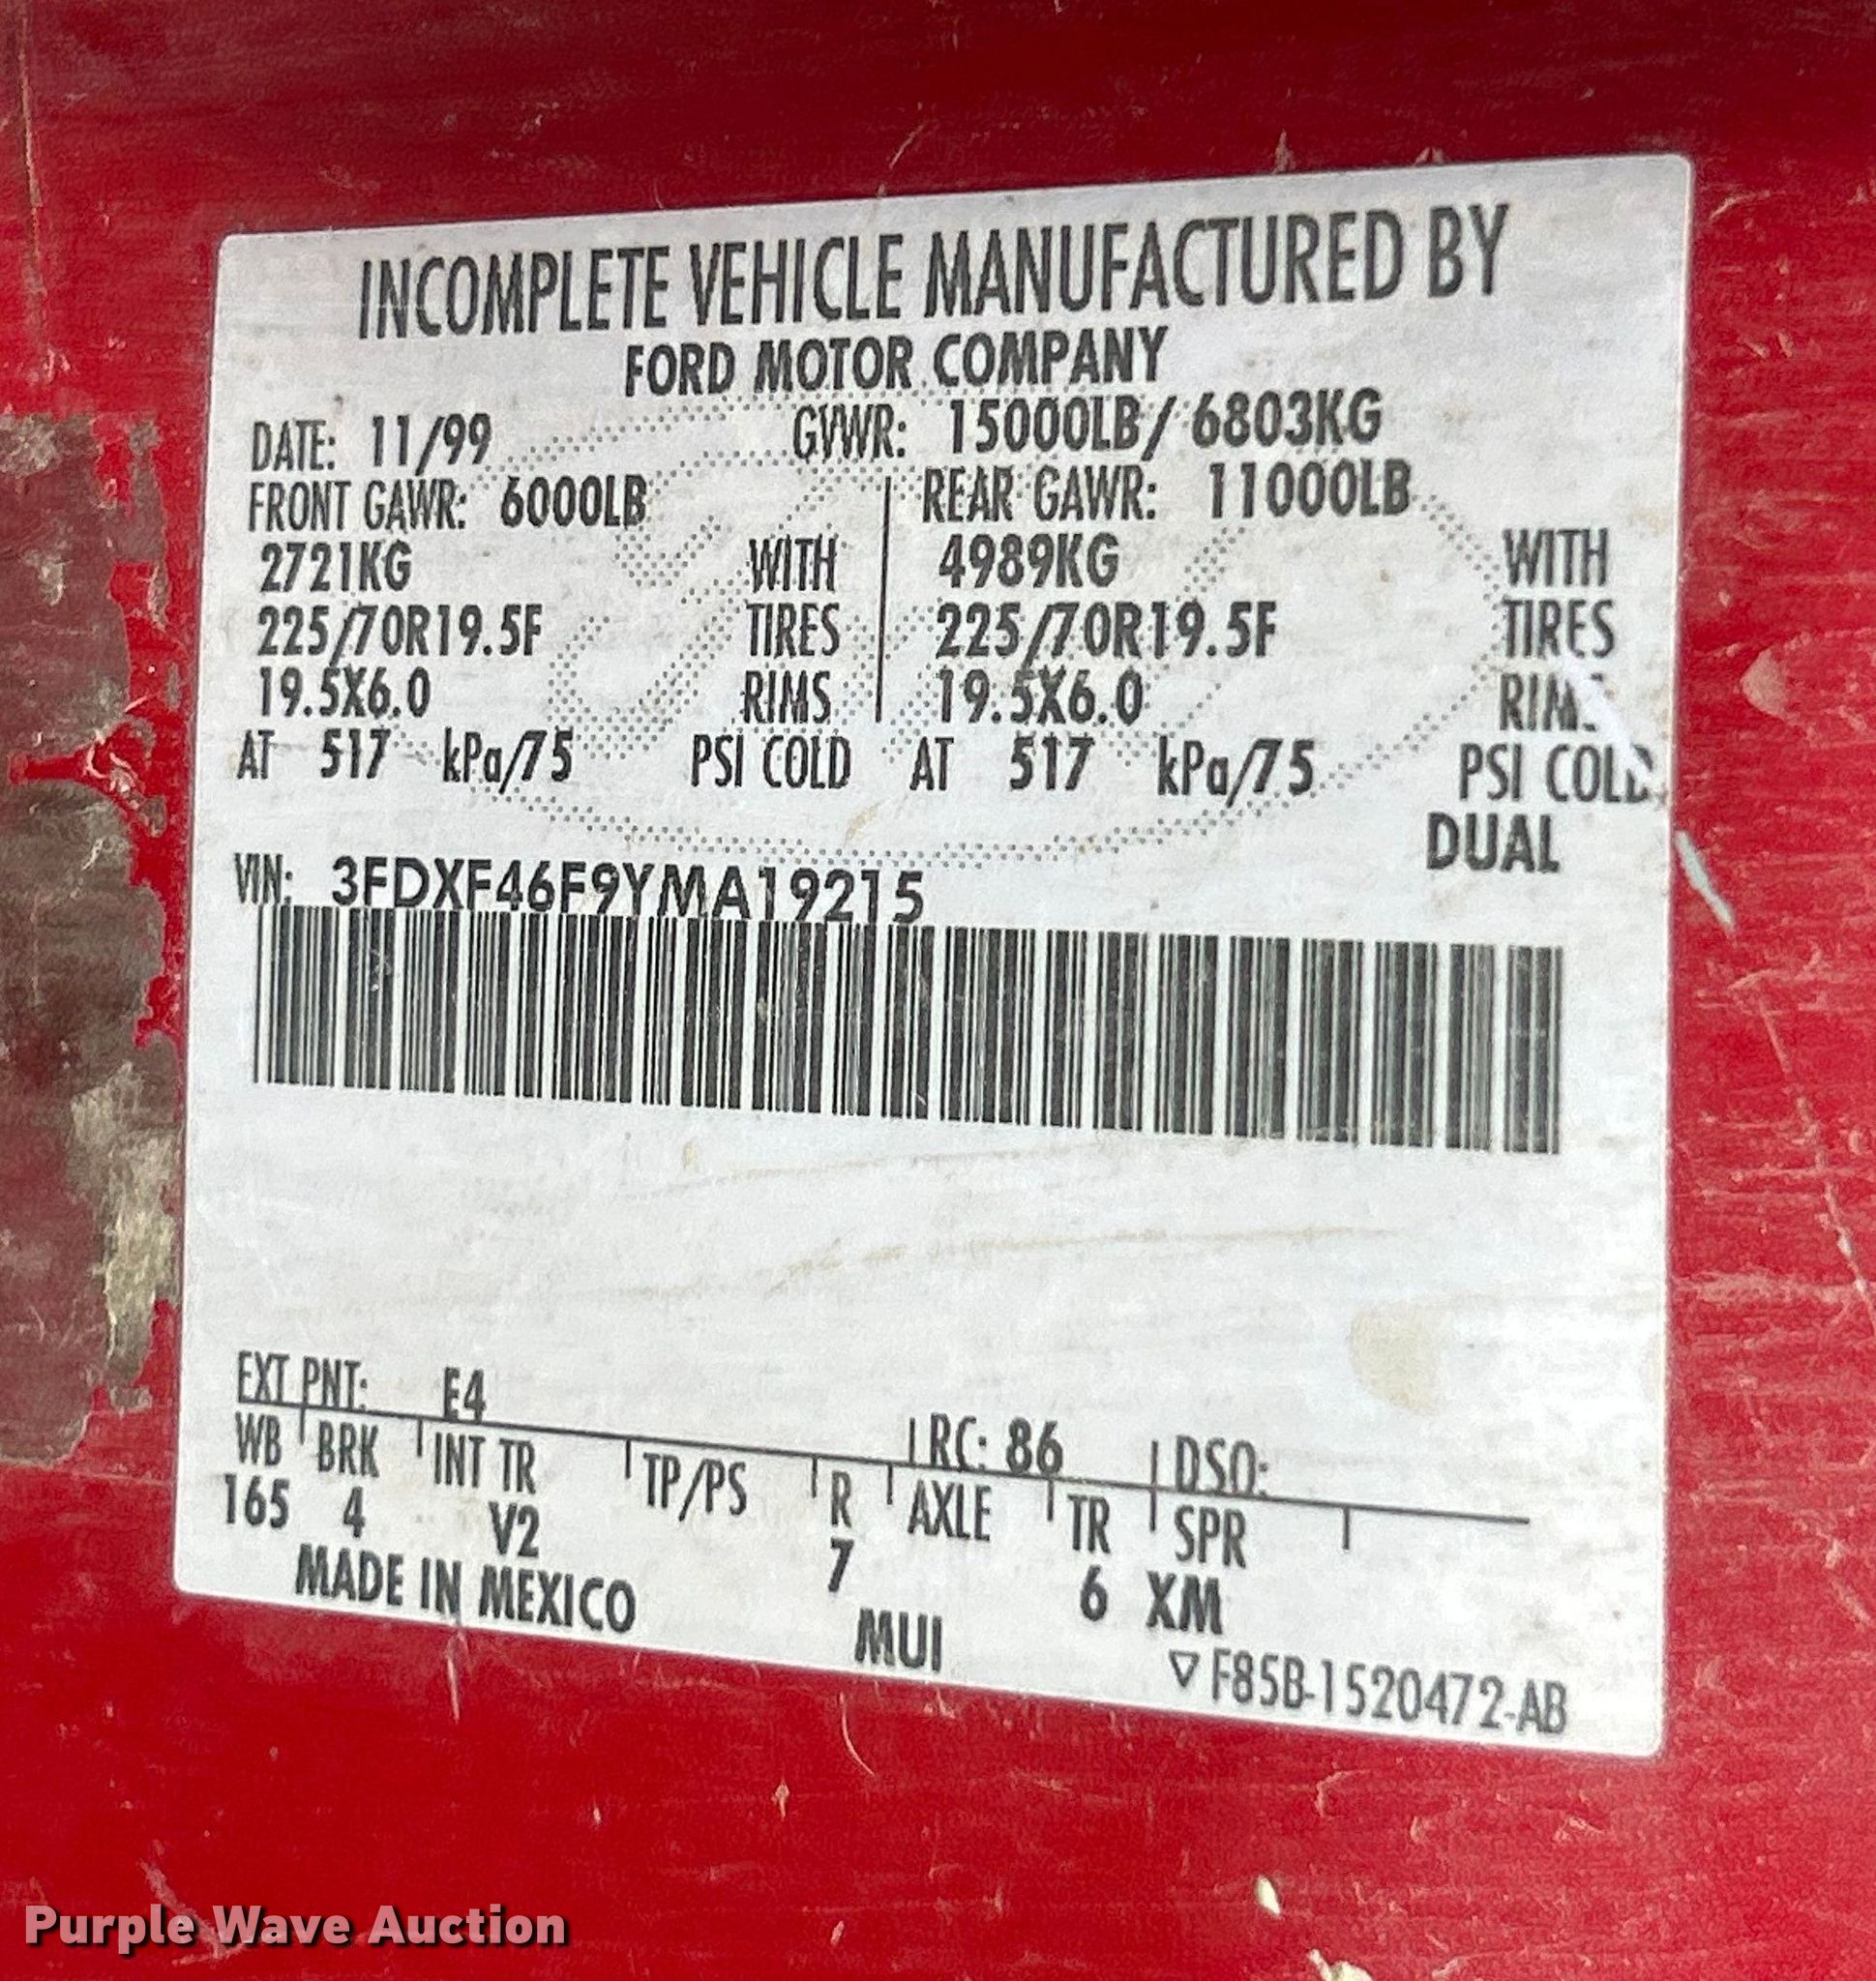 INCOMPLETE VEHICLE MANUFACTURED BY
FORD MOTOR COMPANY
DATE: 11/99 GVWR: 15000LB/ 6803KG
FRONT GAWR: 6000LB REAR GAWR: 11000LB
2721KG WITH 4989KG WITH
225/70R19.5F TIRES 225/70R19.5F TIRES
19.5X6.0 RIMS 19.5X6.0 RIMS
AT 517 kPa/75 PSI COLD AT 517 kPa/75 PSI COLD
DUAL
VIN: 3FDXF46F9YMA19215
EXT PNT: E4 RC: 86 DSO:
WB BRK INT TR TP/PS R AXLE TR SPR
165 4 V2 7 6 XM
MADE IN MEXICO MUI
F85B-1520472-AB
Purple Wave Auction